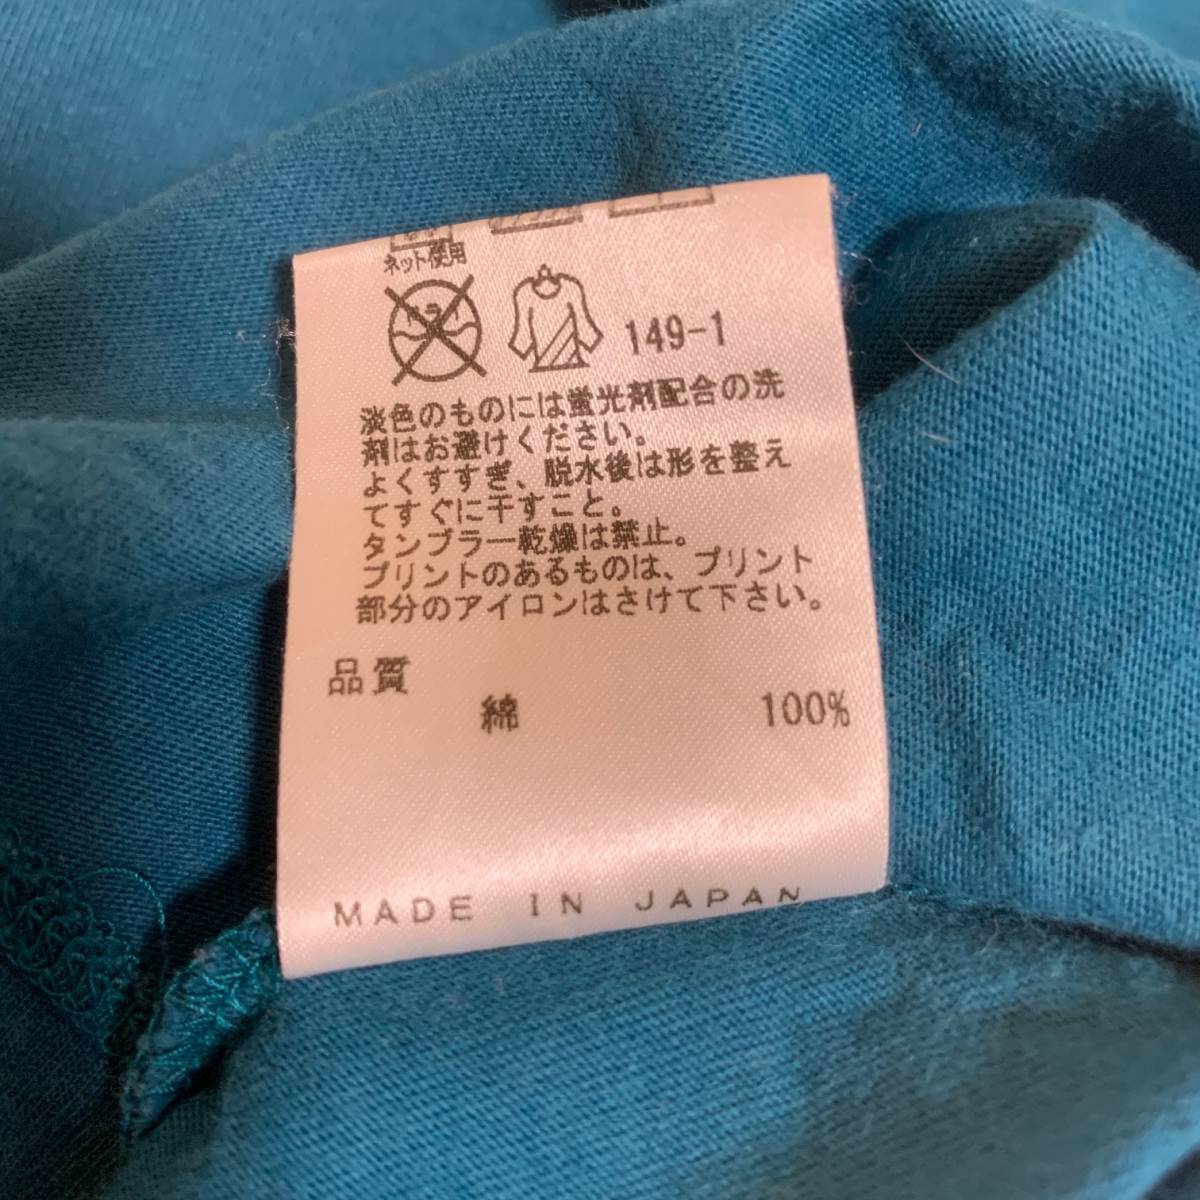 ネット使用
149-1
淡色のものには蛍光剤配合の洗
剤はお避けください。
よくすすぎ、脱水後は形を整え
てすぐに干すこと。
タンブラー乾燥は禁止。
プリントのあるものは、プリント
部分のアイロンはさけて下さい。
品質
綿 100%
MADE IN JAPAN